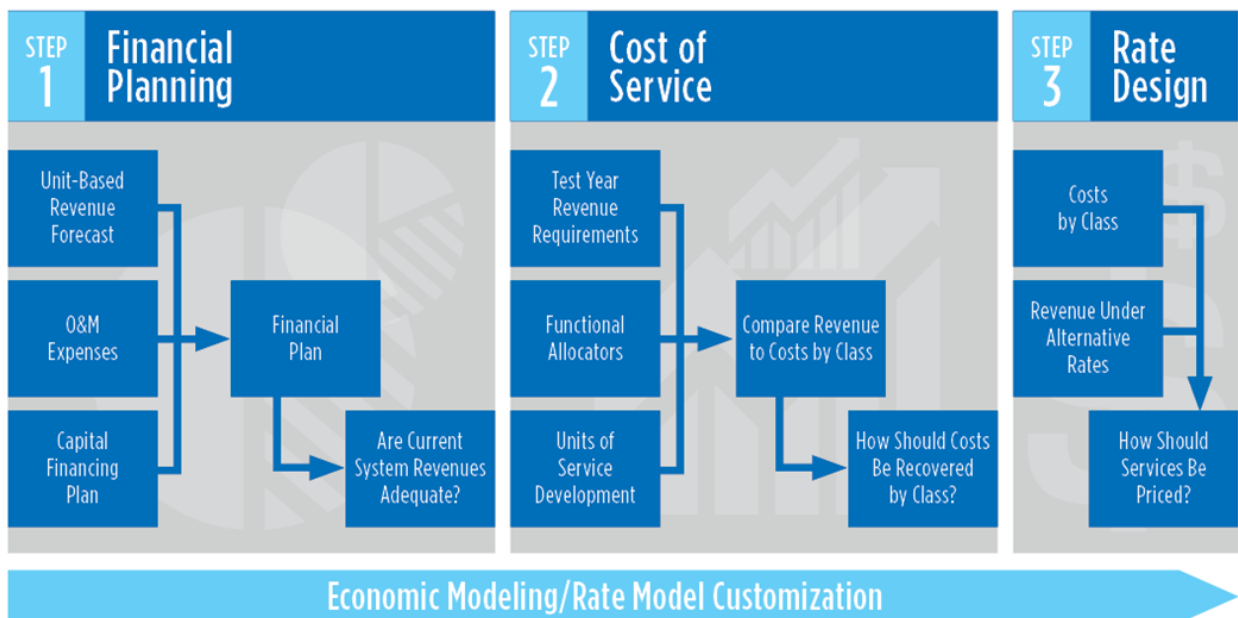 STEP
1
Financial
Planning
Unit-Based
Revenue
Forecast
O&M
Expenses
Capital
Financing
Plan
Financial
Plan
Are Current
System Revenues
Adequate?
STEP
2
Cost of
Service
Test Year
Revenue
Requirements
Functional
Allocators
Units of
Service
Development
Compare Revenue
to Costs by Class
How Should Costs
Be Recovered
by Class?
STEP
3
Rate
Design
Costs
by Class
Revenue Under
Alternative
Rates
How Should
Services Be
Priced?
Economic Modeling/Rate Model Customization